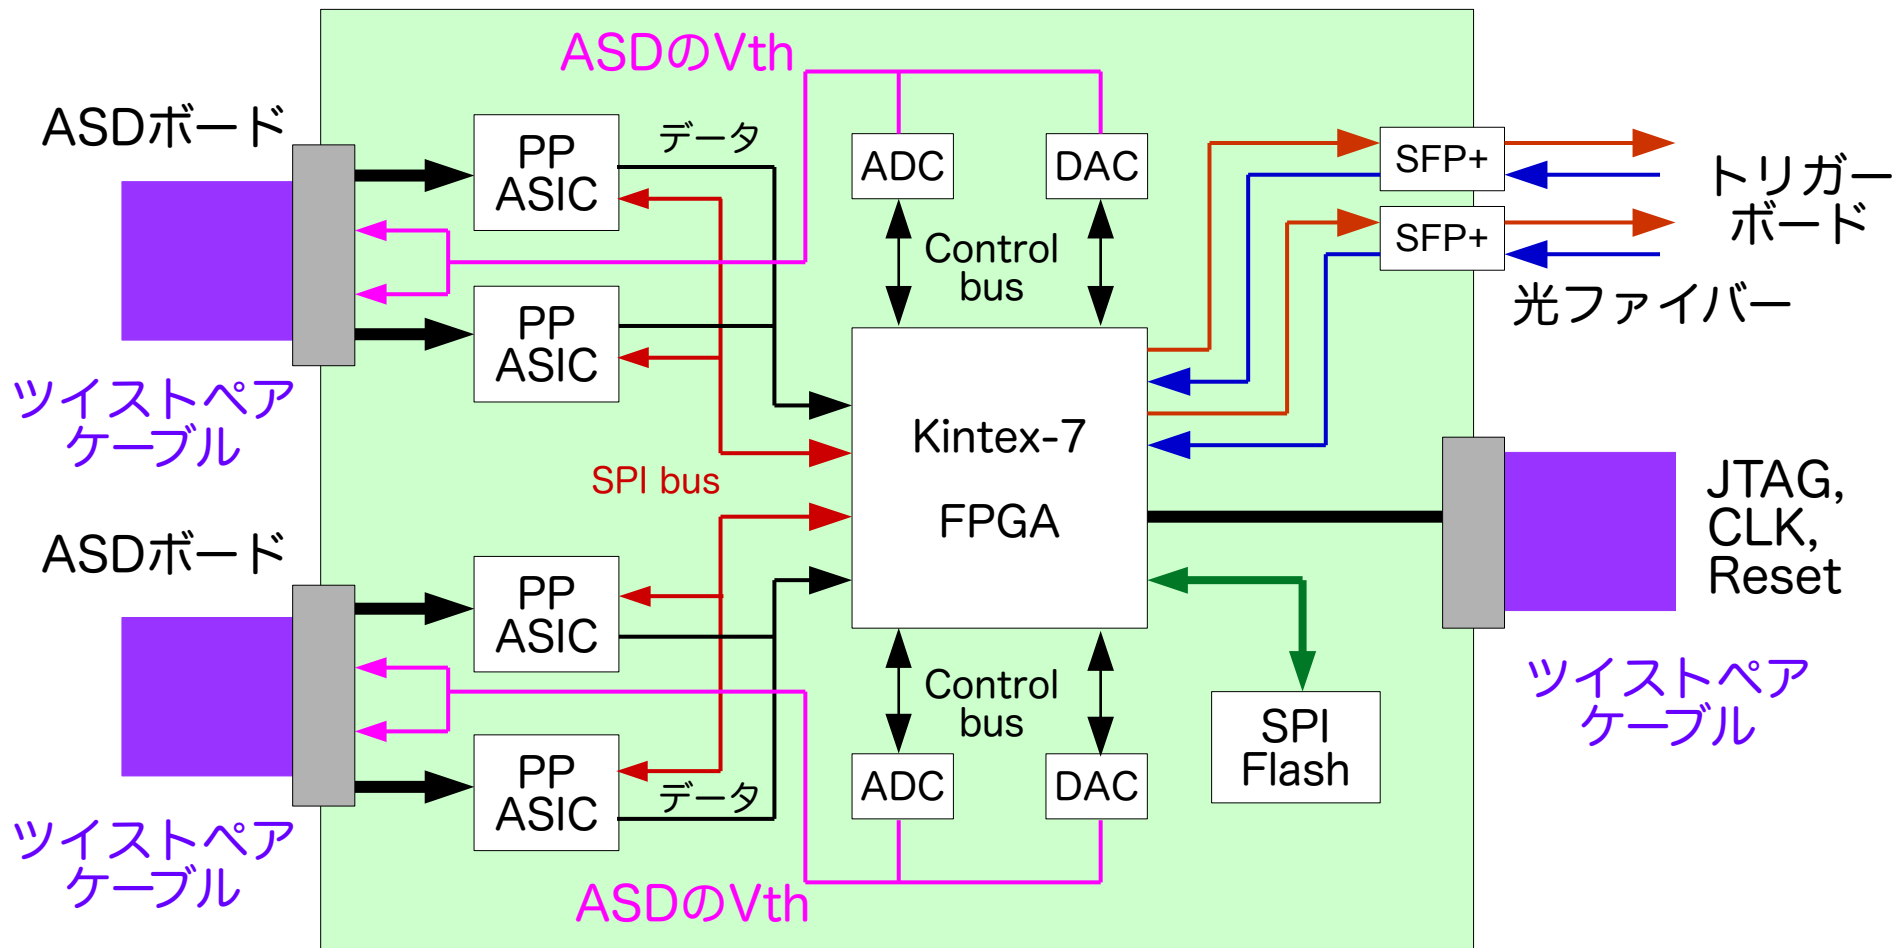 ASDのVth
ASDボード
PP
ASIC
データ
ADC
DAC
SFP+
トリガー
ボード
SFP+
Control
bus
光ファイバー
PP
ASIC
ツイストペア
ケーブル
Kintex-7
FPGA
SPI bus
JTAG,
CLK,
Reset
ASDボード
PP
ASIC
Control
bus
SPI
Flash
ツイストペア
ケーブル
PP
ASIC
データ
ADC
DAC
ツイストペア
ケーブル
ASDのVth